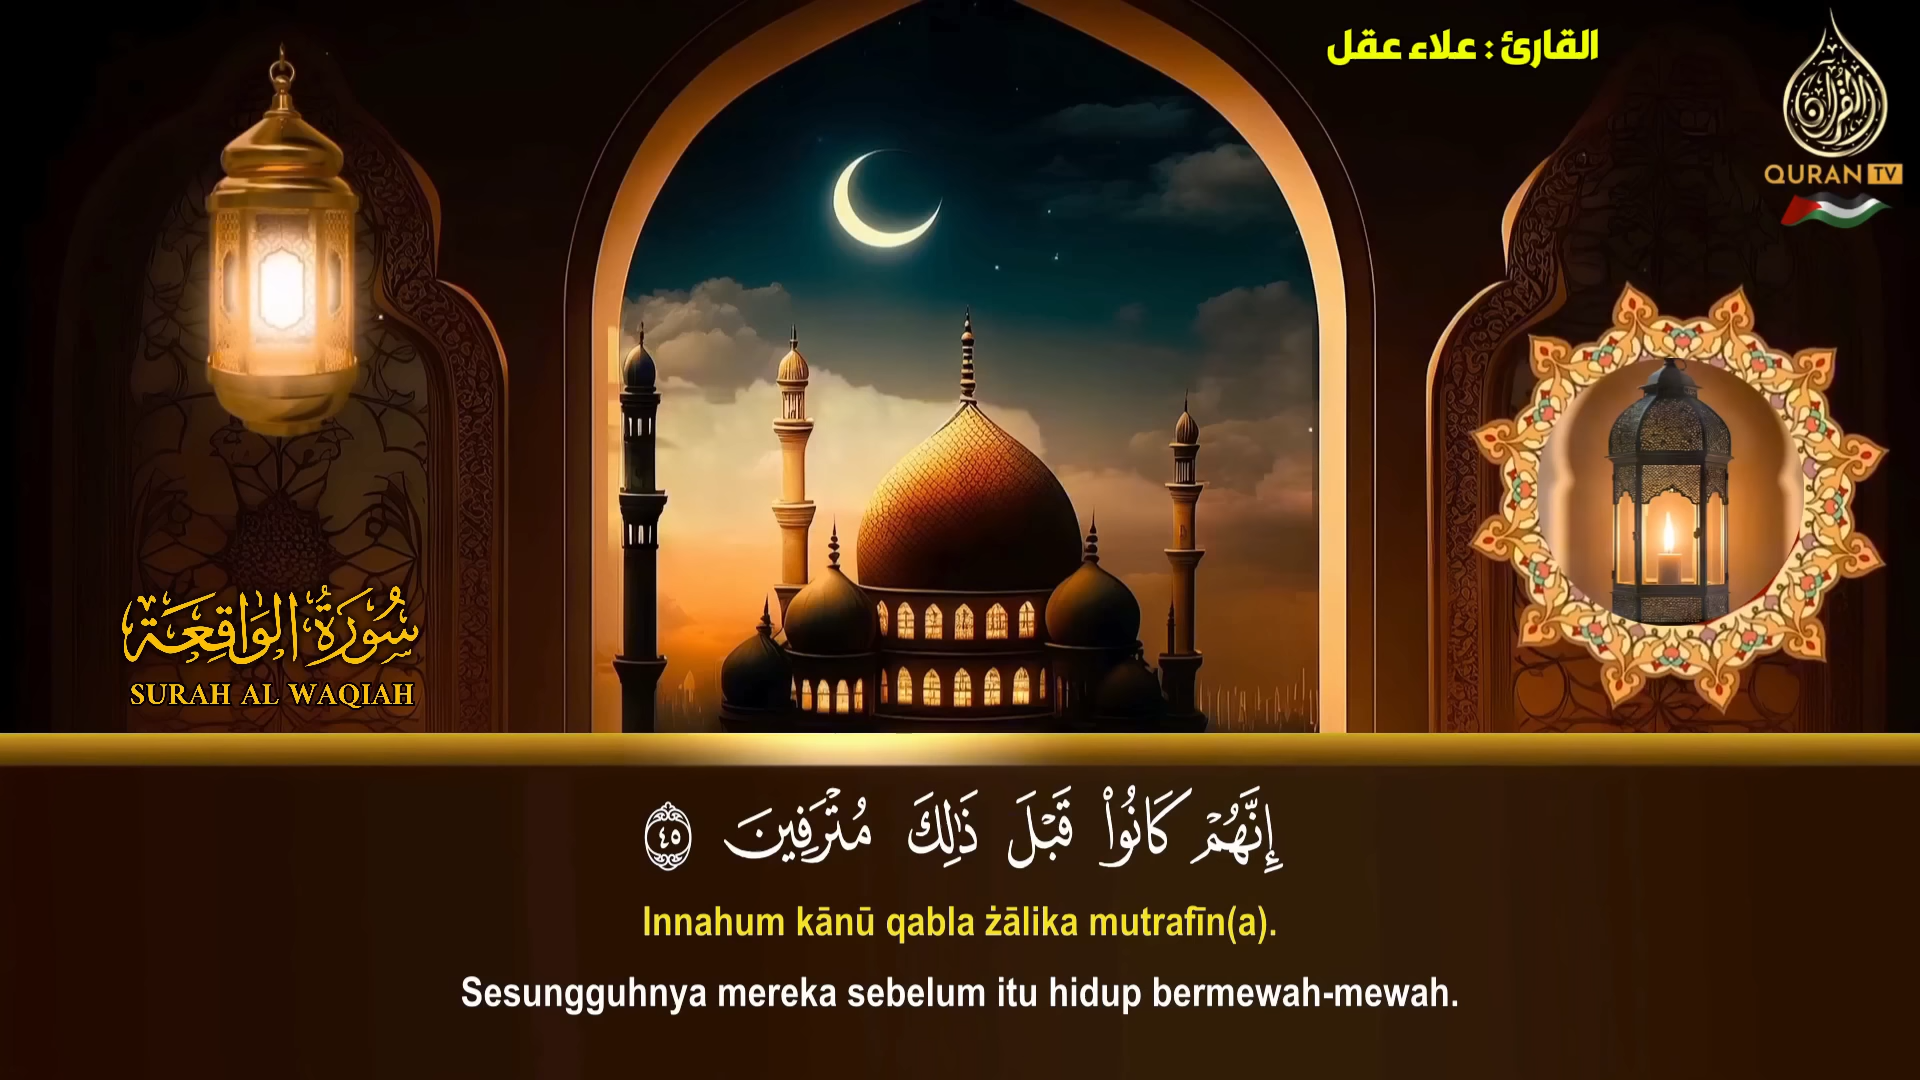 القارئ : علاء عقل
القرآن
QURAN TV
سُورَةُ الوَاقِعَة
SURAH AL WAQIAH
إِنَّهُمْ كَانُوا۟ قَبْلَ ذَٰلِكَ مُتْرَفِينَ ٤٥
Innahum kānū qabla żālika mutrafīn(a).
Sesungguhnya mereka sebelum itu hidup bermewah-mewah.